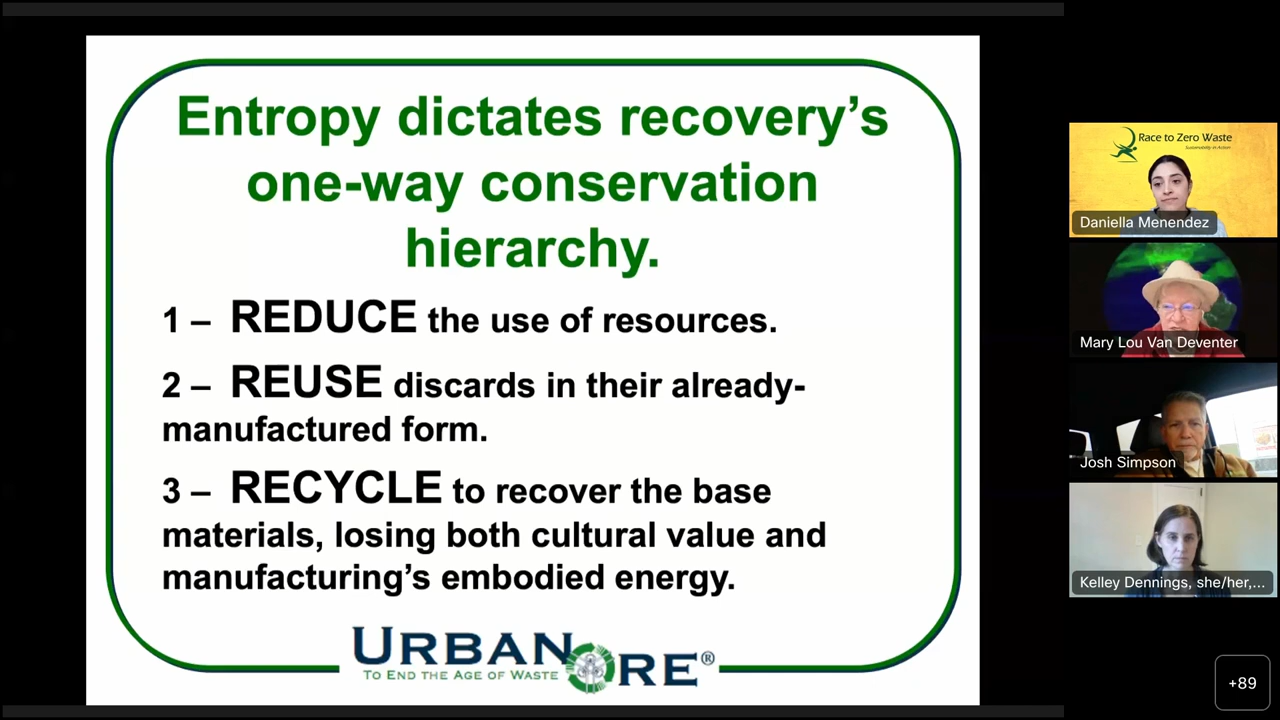 Entropy dictates recovery’s
one-way conservation
hierarchy.
1 – REDUCE the use of resources.
2 – REUSE discards in their already-
manufactured form.
3 – RECYCLE to recover the base
materials, losing both cultural value and
manufacturing’s embodied energy.
URBAN ORE®
TO END THE AGE OF WASTE
Race to Zero Waste
Sustainability in Action
Daniella Menendez
Mary Lou Van Deventer
Josh Simpson
Kelley Dennings, she/her,...
+89